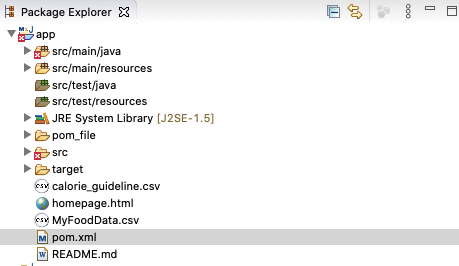 Package Explorer
app
src/main/java
src/main/resources
src/test/java
src/test/resources
JRE System Library [J2SE-1.5]
pom_file
src
target
calorie_guideline.csv
homepage.html
MyFoodData.csv
pom.xml
README.md